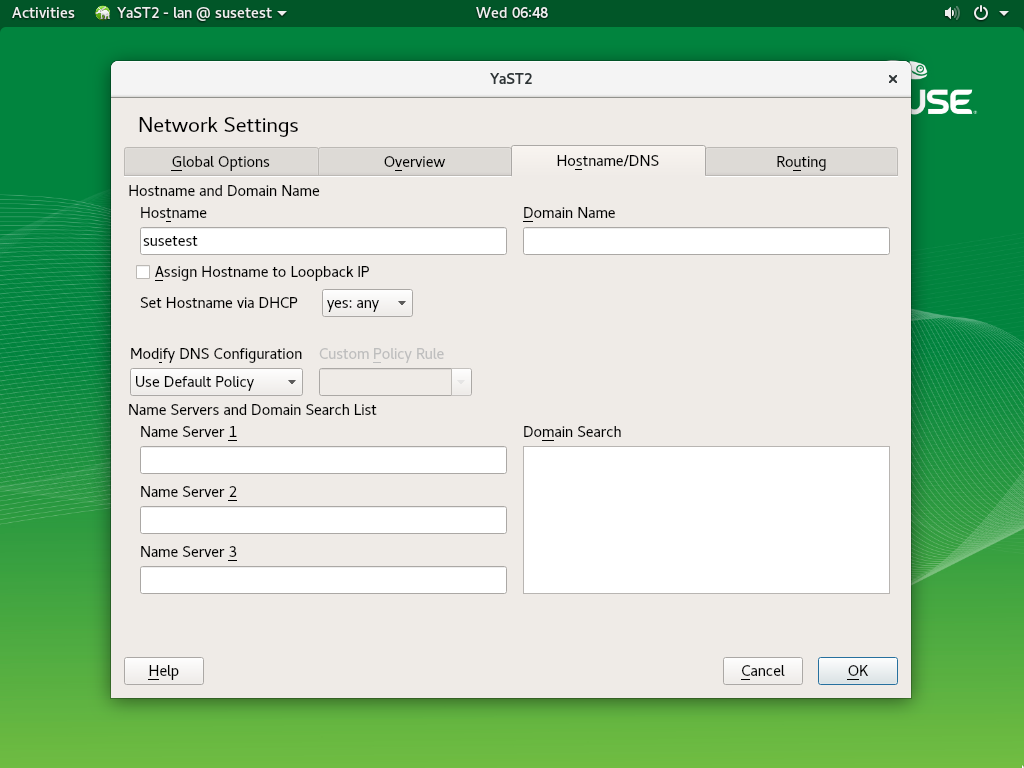 Activities YaST2 - lan @ susetest Wed 06:48
YaST2
USE
Network Settings
Global Options Overview Hostname/DNS Routing
Hostname and Domain Name
Hostname Domain Name
susetest
Assign Hostname to Loopback IP
Set Hostname via DHCP yes: any
Modify DNS Configuration Custom Policy Rule
Use Default Policy
Name Servers and Domain Search List
Name Server 1 Domain Search
Name Server 2
Name Server 3
Help Cancel OK